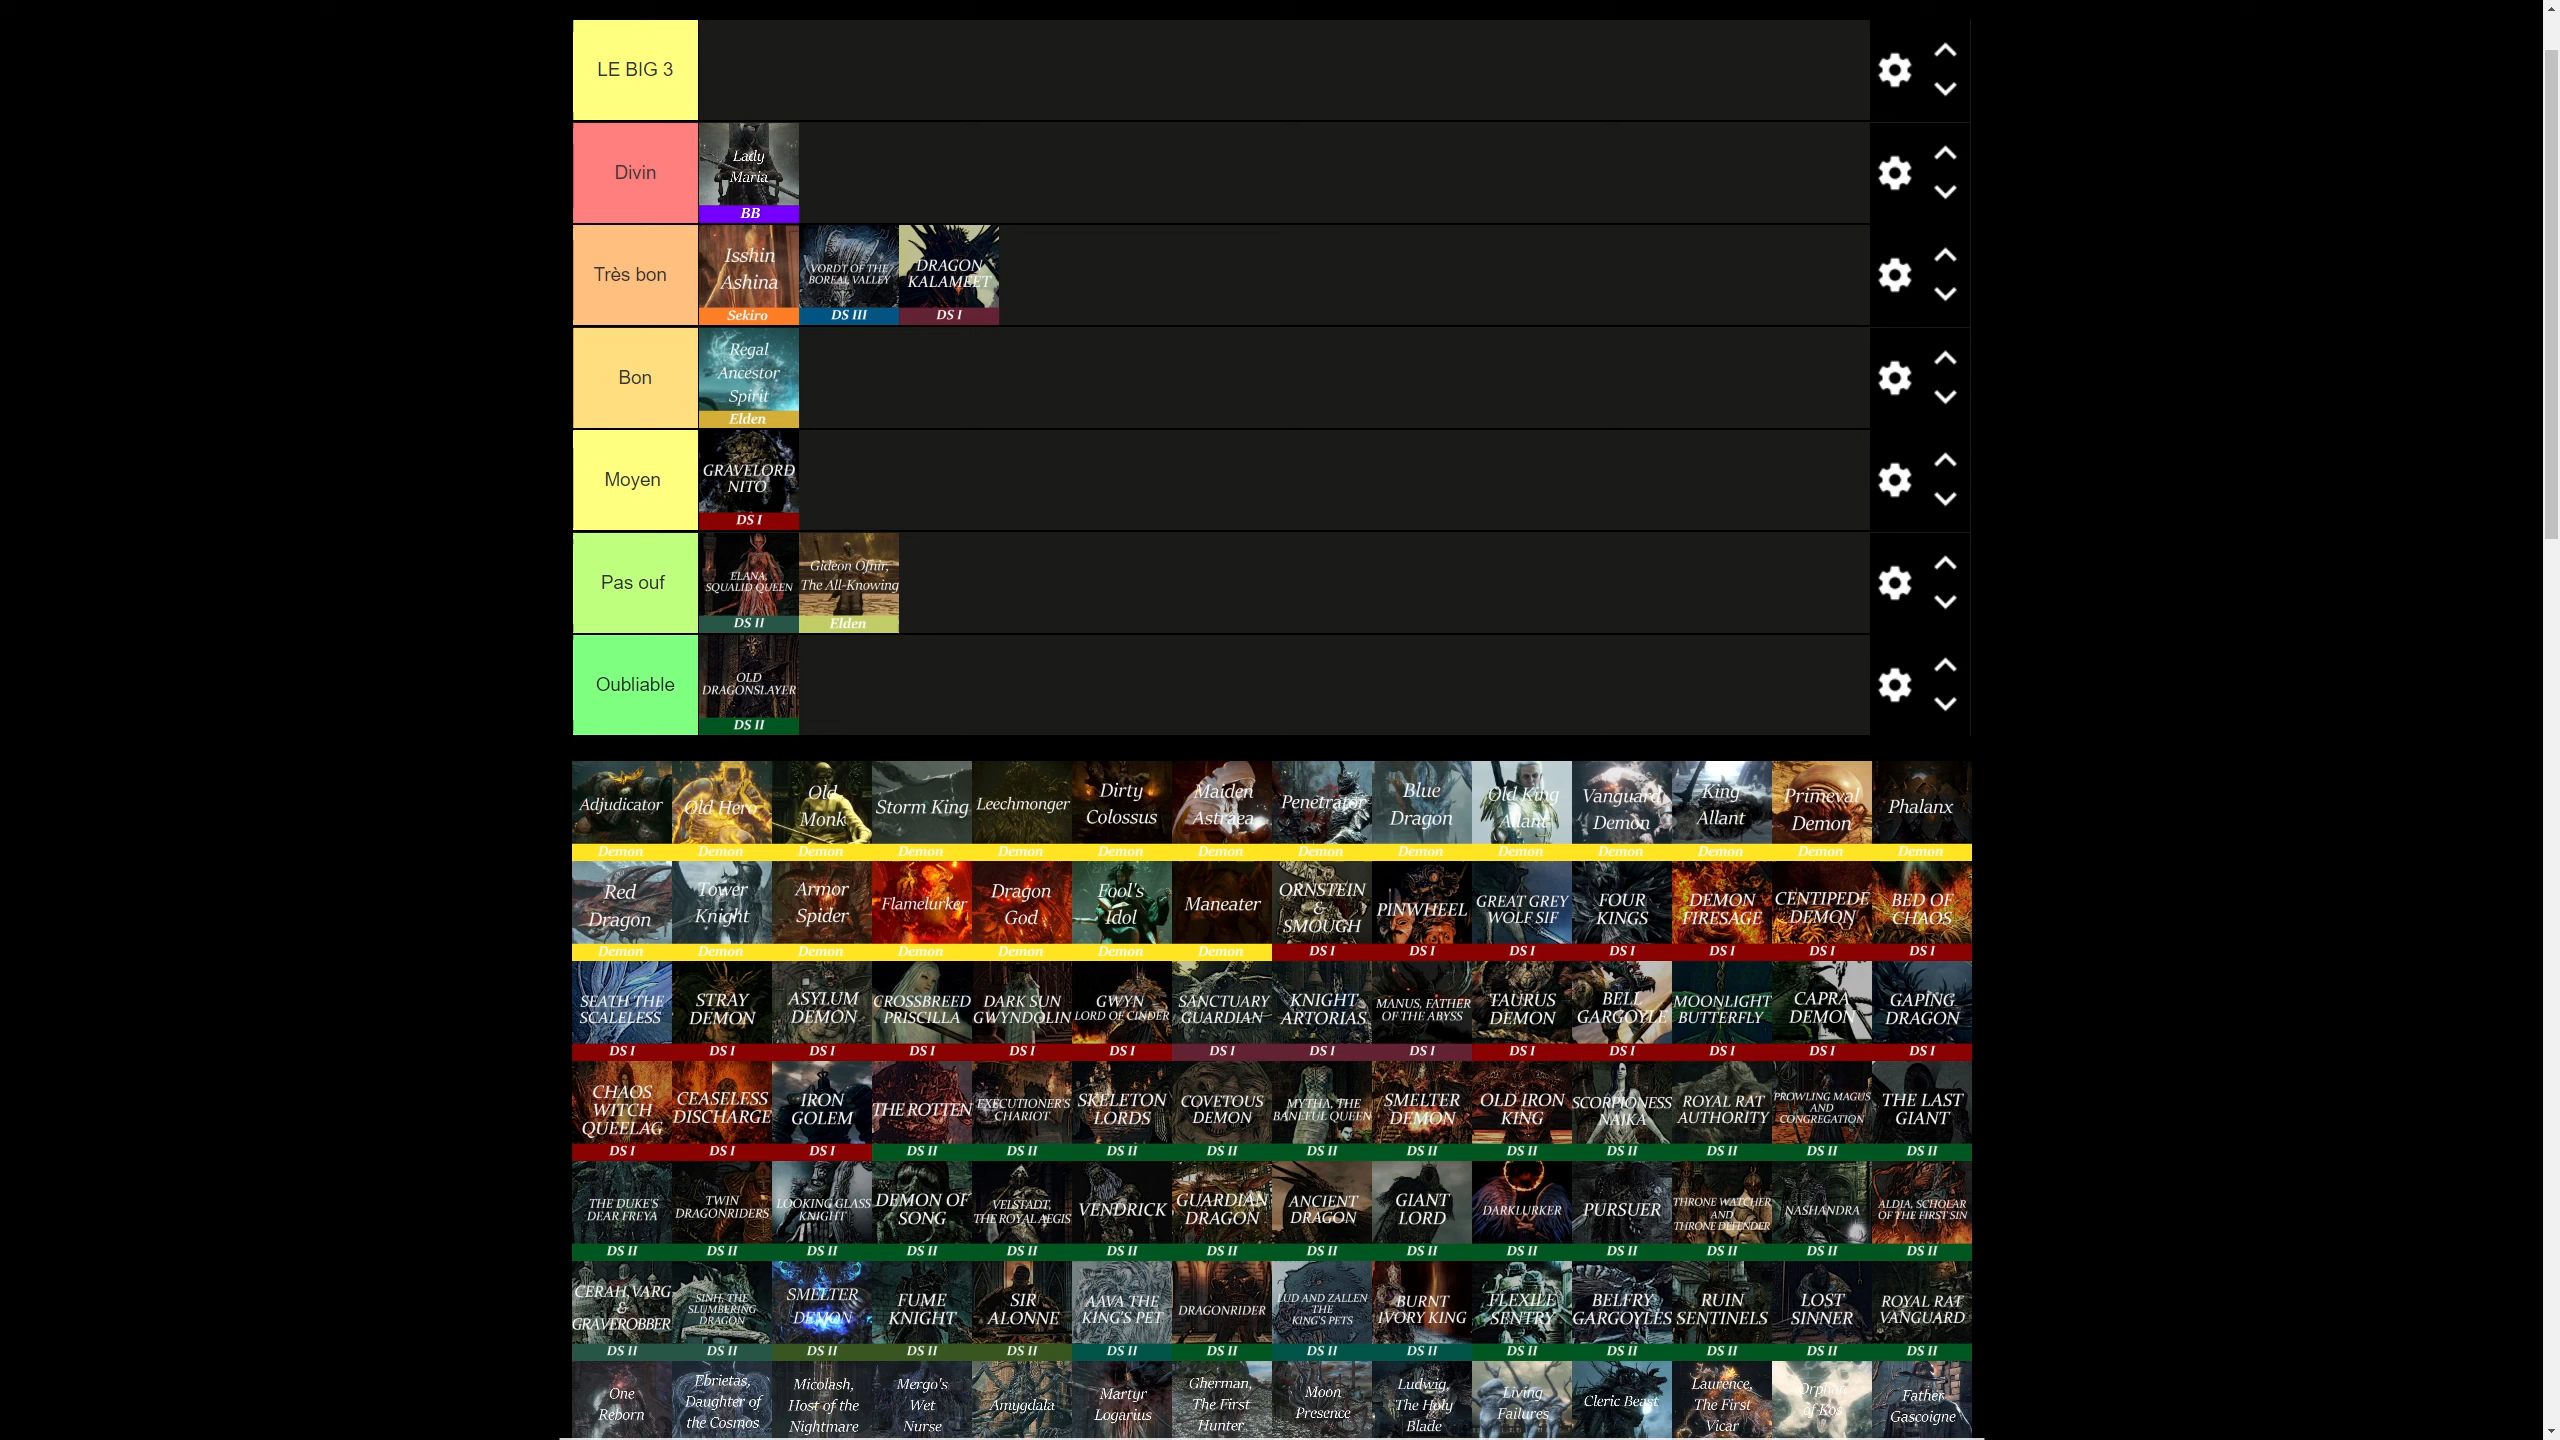 LE BIG 3
Divin
Lady
Maria
BB
Très bon
Isshin
Ashina
Sekiro
VORDT OF THE
BOREAL VALLEY
DS III
DRAGON
KALAMEET
DS I
Bon
Regal
Ancestor
Spirit
Elden
Moyen
GRAVELORD
NITO
DS I
Pas ouf
ELANA,
SQUALID QUEEN
DS II
Gideon Ofnir,
The All-Knowing
Elden
Oubliable
OLD
DRAGONSLAYER
DS II
Adjudicator
Demon
Old Hero
Demon
Old
Monk
Demon
Storm King
Demon
Leechmonger
Demon
Dirty
Colossus
Demon
Maiden
Astraea
Demon
Penetrator
Demon
Blue
Dragon
Demon
Old King
Allant
Demon
Vanguard
Demon
Demon
King
Allant
Demon
Primeval
Demon
Demon
Phalanx
Demon
Red
Dragon
Demon
Tower
Knight
Demon
Armor
Spider
Demon
Flamelurker
Demon
Dragon
God
Demon
Fool's
Idol
Demon
Maneater
Demon
ORNSTEIN
&
SMOUGH
DS I
PINWHEEL
DS I
GREAT GREY
WOLF SIF
DS I
FOUR
KINGS
DS I
DEMON
FIRESAGE
DS I
CENTIPEDE
DEMON
DS I
BED OF
CHAOS
DS I
SEATH THE
SCALELESS
DS I
STRAY
DEMON
DS I
ASYLUM
DEMON
DS I
CROSSBREED
PRISCILLA
DS I
DARK SUN
GWYNDOLIN
DS I
GWYN
LORD OF CINDER
DS I
SANCTUARY
GUARDIAN
DS I
KNIGHT
ARTORIAS
DS I
MANUS, FATHER
OF THE ABYSS
DS I
TAURUS
DEMON
DS I
BELL
GARGOYLE
DS I
MOONLIGHT
BUTTERFLY
DS I
CAPRA
DEMON
DS I
GAPING
DRAGON
DS I
CHAOS
WITCH
QUEELAG
DS I
CEASELESS
DISCHARGE
DS I
IRON
GOLEM
DS I
THE ROTTEN
DS II
EXECUTIONER'S
CHARIOT
DS II
SKELETON
LORDS
DS II
COVETOUS
DEMON
DS II
MYTHA, THE
BANEFUL QUEEN
DS II
SMELTER
DEMON
DS II
OLD IRON
KING
DS II
SCORPIONESS
NAJKA
DS II
ROYAL RAT
AUTHORITY
DS II
PROWLING MAGUS
AND
CONGREGATION
DS II
THE LAST
GIANT
DS II
THE DUKE'S
DEAR FREYA
DS II
TWIN
DRAGONRIDERS
DS II
LOOKING GLASS
KNIGHT
DS II
DEMON OF
SONG
DS II
VELSTADT,
THE ROYAL AEGIS
DS II
VENDRICK
DS II
GUARDIAN
DRAGON
DS II
ANCIENT
DRAGON
DS II
GIANT
LORD
DS II
DARKLURKER
DS II
PURSUER
DS II
THRONE WATCHER
AND
THRONE DEFENDER
DS II
NASHANDRA
DS II
ALDIA, SCHOLAR
OF THE FIRST SIN
DS II
CERAH, VARG
&
GRAVEROBBER
DS II
SINH, THE
SLUMBERING
DRAGON
DS II
SMELTER
DEMON
DS II
FUME
KNIGHT
DS II
SIR
ALONNE
DS II
AAVA THE
KING'S PET
DS II
DRAGONRIDER
DS II
LUD AND ZALLEN
THE
KING'S PETS
DS II
BURNT
IVORY KING
DS II
FLEXILE
SENTRY
DS II
BELFRY
GARGOYLES
DS II
RUIN
SENTINELS
DS II
LOST
SINNER
DS II
ROYAL RAT
VANGUARD
DS II
One
Reborn
Ebrietas,
Daughter of
the Cosmos
Micolash,
Host of the
Nightmare
Mergo's
Wet
Nurse
Amygdala
Martyr
Logarius
Gherman,
The First
Hunter
Moon
Presence
Ludwig,
The Holy
Blade
Living
Failures
Cleric Beast
Laurence,
The First
Vicar
Orphan
of Kos
Father
Gascoigne